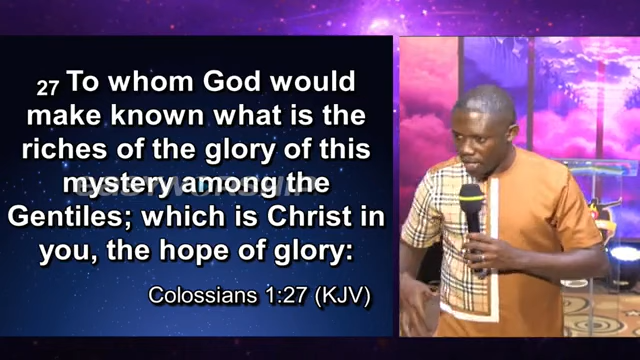 27 To whom God would
make known what is the
riches of the glory of this
mystery among the
Gentiles; which is Christ in
you, the hope of glory:
Colossians 1:27 (KJV)